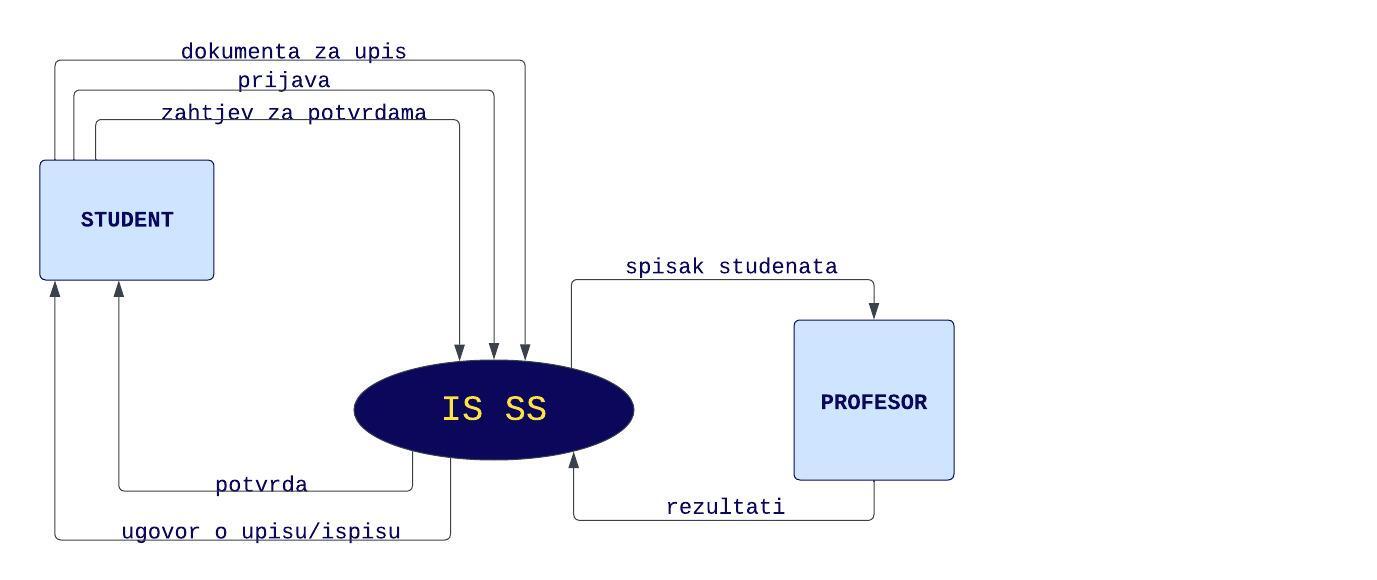 dokumenta za upis
prijava
zahtjev za potvrdama
STUDENT
spisak studenata
IS SS
PROFESOR
potvrda
rezultati
ugovor o upisu/ispisu